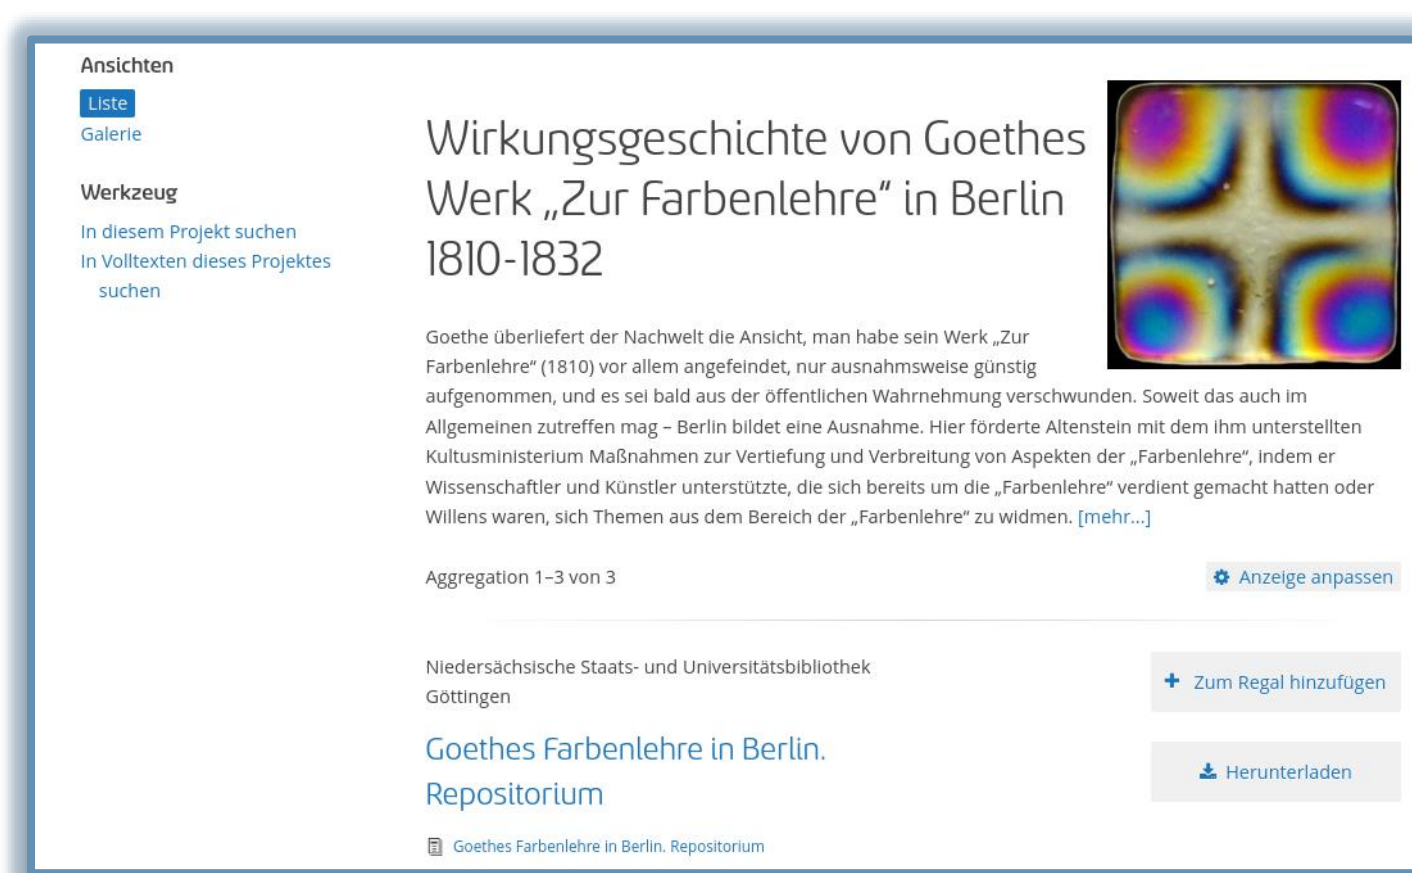 Ansichten
Liste
Galerie
Werkzeug
In diesem Projekt suchen
In Volltexten dieses Projektes
suchen
Wirkungsgeschichte von Goethes
Werk „Zur Farbenlehre“ in Berlin
1810-1832
Goethe überliefert der Nachwelt die Ansicht, man habe sein Werk „Zur
Farbenlehre“ (1810) vor allem angefeindet, nur ausnahmsweise günstig
aufgenommen, und es sei bald aus der öffentlichen Wahrnehmung verschwunden. Soweit das auch im
Allgemeinen zutreffen mag – Berlin bildet eine Ausnahme. Hier förderte Altenstein mit dem ihm unterstellten
Kultusministerium Maßnahmen zur Vertiefung und Verbreitung von Aspekten der „Farbenlehre“, indem er
Wissenschaftler und Künstler unterstützte, die sich bereits um die „Farbenlehre“ verdient gemacht hatten oder
Willens waren, sich Themen aus dem Bereich der „Farbenlehre“ zu widmen. [mehr...]
Aggregation 1–3 von 3
Anzeige anpassen
Niedersächsische Staats- und Universitätsbibliothek
Göttingen
Zum Regal hinzufügen
Goethes Farbenlehre in Berlin.
Repositorium
Herunterladen
Goethes Farbenlehre in Berlin. Repositorium